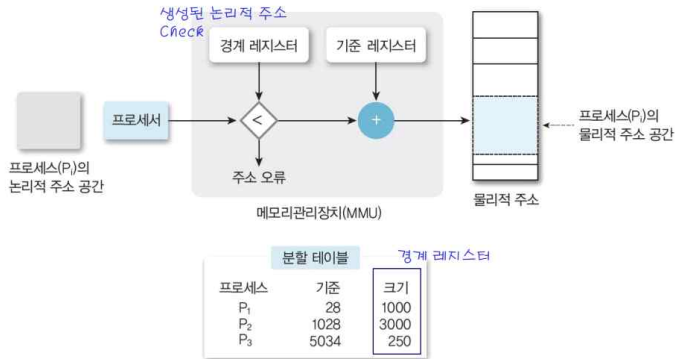 생성된 논리적 주소
Check
경계 레지스터
기준 레지스터
프로세서
<
+
주소 오류
프로세스(Pᵢ)의
논리적 주소 공간
메모리관리장치(MMU)
물리적 주소
프로세스(Pᵢ)의
물리적 주소 공간
분할 테이블
경계 레지스터
프로세스 기준 크기
P₁ 28 1000
P₂ 1028 3000
P₃ 5034 250